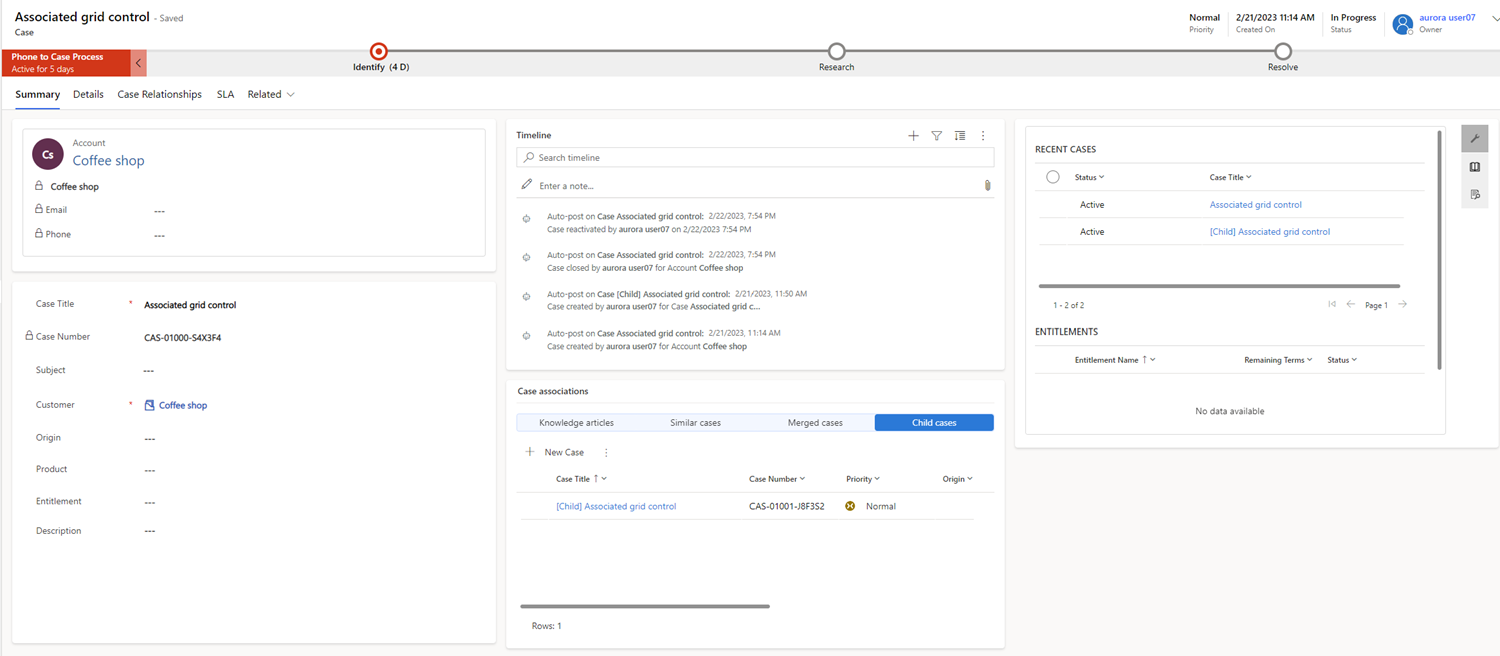 Associated grid control - Saved
Case
Normal
Priority
2/21/2023 11:14 AM
Created On
In Progress
Status
aurora user07
Owner
Phone to Case Process
Active for 5 days
Identify (4 D)
Research
Resolve
Summary Details Case Relationships SLA Related
Cs
Account
Coffee shop
Coffee shop
Email ---
Phone ---
Case Title * Associated grid control
Case Number CAS-01000-S4X3F4
Subject ---
Customer * Coffee shop
Origin ---
Product ---
Entitlement ---
Description ---
Timeline
Search timeline
Enter a note...
Auto-post on Case Associated grid control: 2/22/2023, 7:54 PM
Case reactivated by aurora user07 on 2/22/2023 7:54 PM
Auto-post on Case Associated grid control: 2/22/2023, 7:54 PM
Case closed by aurora user07 for Account Coffee shop
Auto-post on Case [Child] Associated grid control: 2/21/2023, 11:50 AM
Case created by aurora user07 for Case Associated grid c...
Auto-post on Case Associated grid control: 2/21/2023, 11:14 AM
Case created by aurora user07 for Account Coffee shop
Case associations
Knowledge articles Similar cases Merged cases Child cases
New Case
Case Title Case Number Priority Origin
[Child] Associated grid control CAS-01001-J8F3S2 Normal
Rows: 1
RECENT CASES
Status Case Title
Active Associated grid control
Active [Child] Associated grid control
1 - 2 of 2 Page 1
ENTITLEMENTS
Entitlement Name Remaining Terms Status
No data available